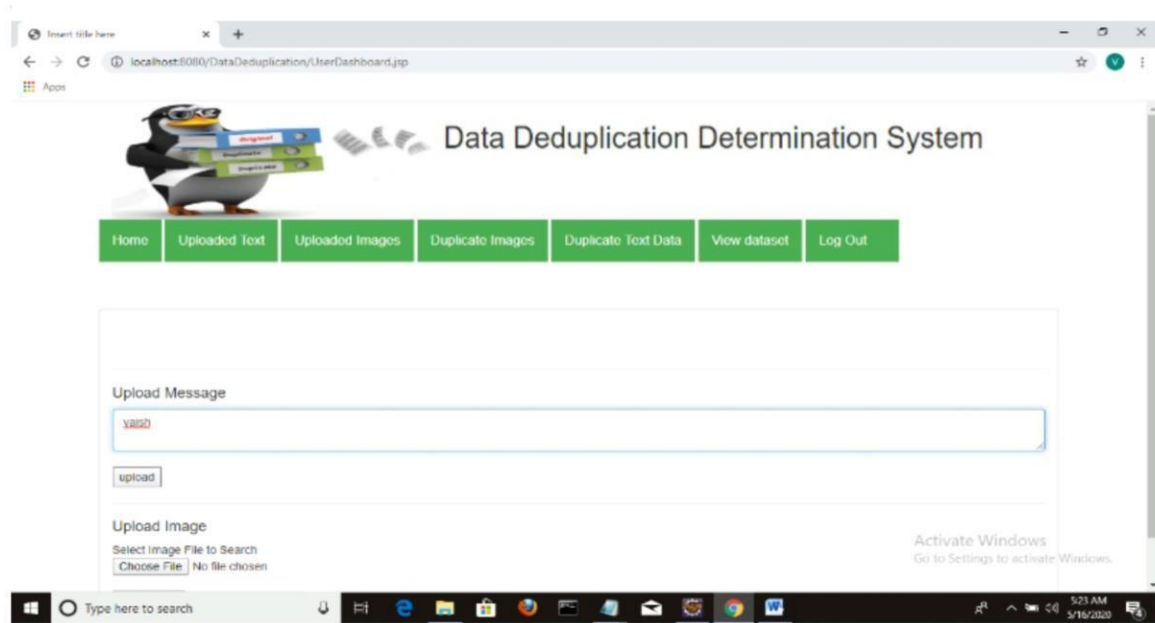 Insert title here
localhost:8080/DataDeduplication/UserDashboard.jsp
V
Apps
Original
Duplicate
Duplicate
Data Deduplication Determination System
Home Uploaded Text Uploaded Images Duplicate Images Duplicate Text Data View dataset Log Out
Upload Message
vaish
upload
Upload Image
Select Image File to Search
Choose File No file chosen
Activate Windows
Go to Settings to activate Windows.
Type here to search
5:23 AM
5/16/2020